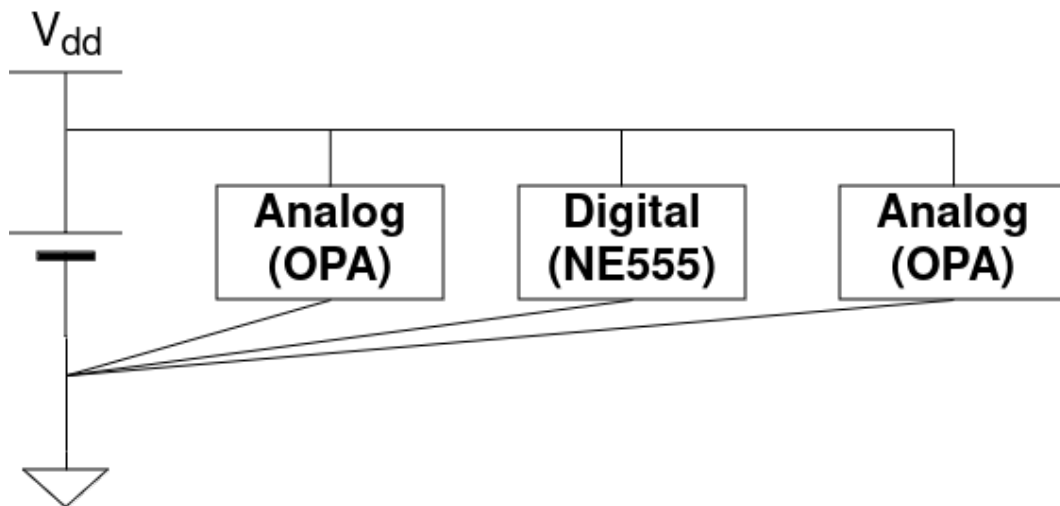 Vdd
Analog
(OPA)
Digital
(NE555)
Analog
(OPA)